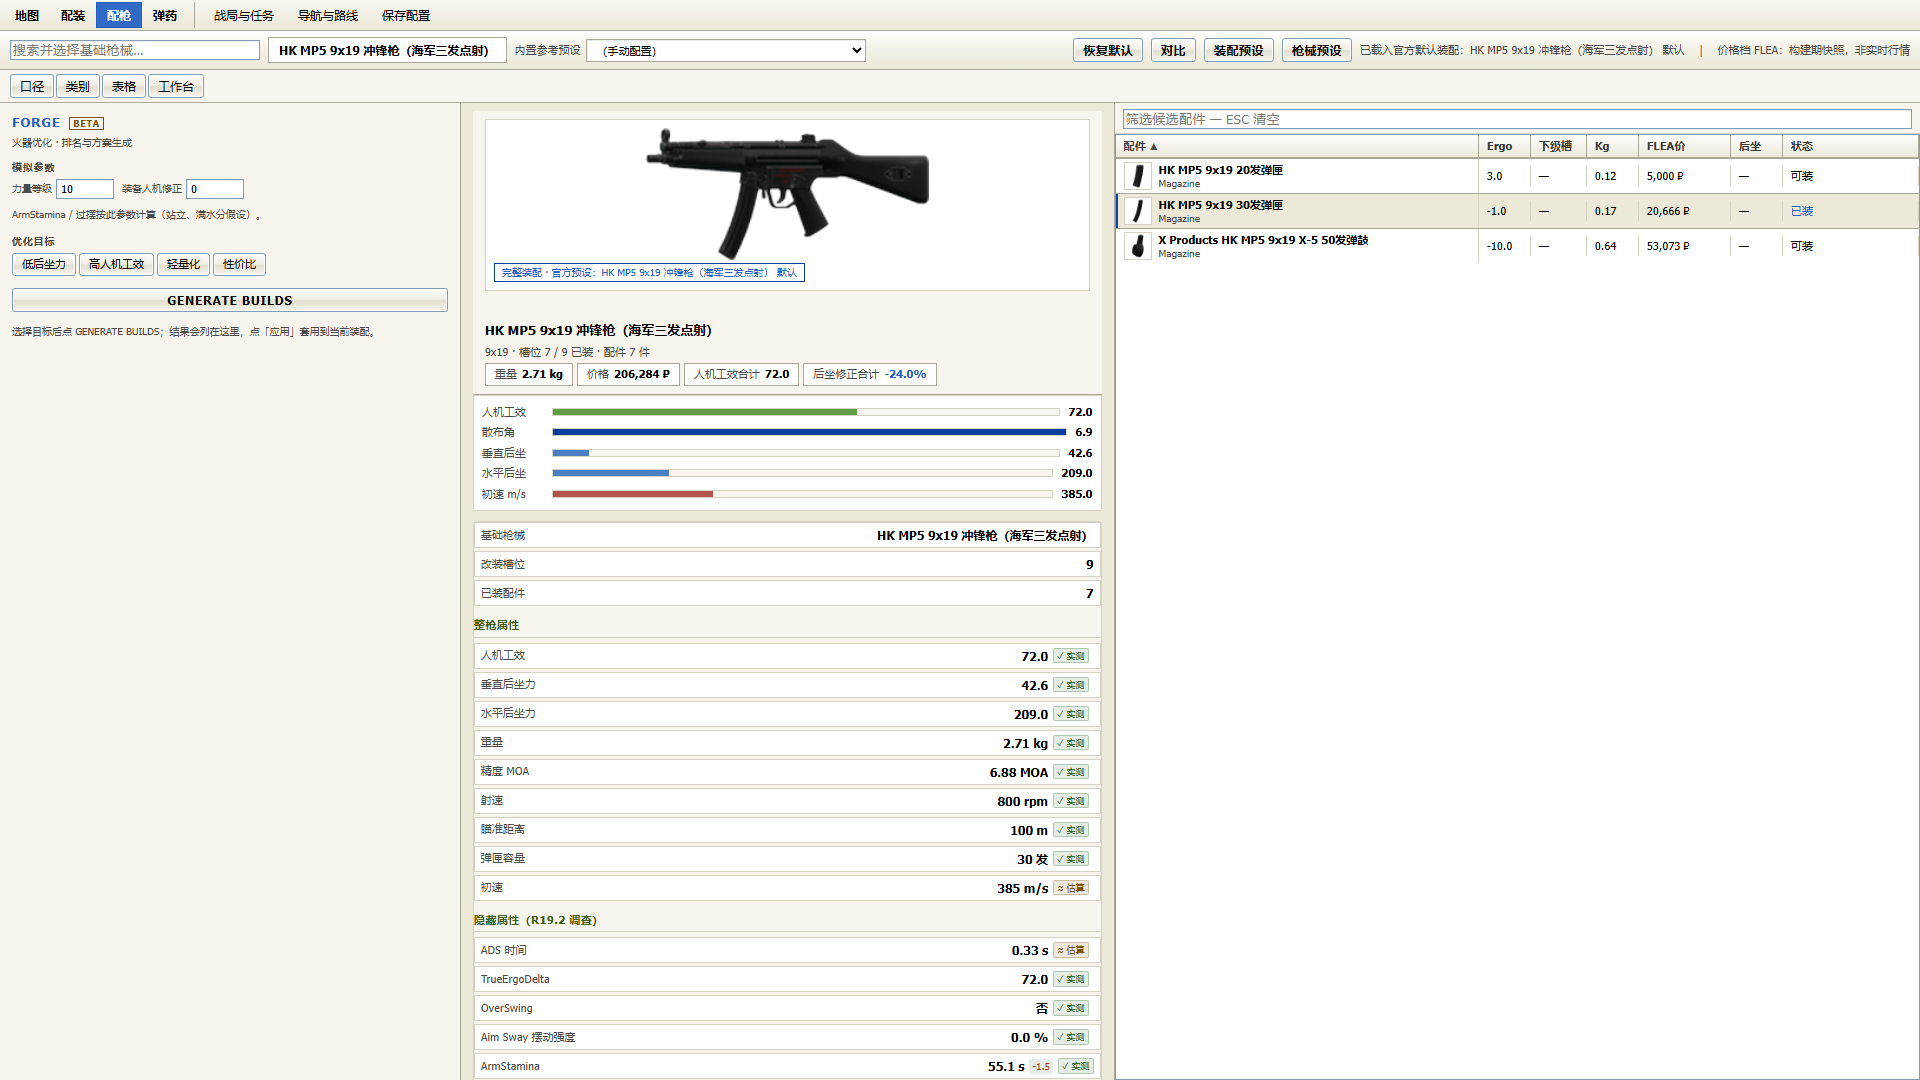 地图 配装 配枪 弹药 战局与任务 导航与路线 保存配置
搜索并选择基础枪械... HK MP5 9x19 冲锋枪（海军三发点射） 内置参考预设 （手动配置） 恢复默认 对比 装配预设 枪械预设 已载入官方默认装配：HK MP5 9x19 冲锋枪（海军三发点射） 默认 | 价格档 FLEA：构建期快照，非实时行情
口径 类别 表格 工作台
FORGE BETA
火器优化 · 排名与方案生成
模拟参数
力量等级 10 装备人机修正 0
ArmStamina / 过摆按此参数计算（站立、满水分假设）。
优化目标
低后坐力 高人机工效 轻量化 性价比
GENERATE BUILDS
选择目标后点 GENERATE BUILDS；结果会列在这里，点「应用」套用到当前装配。
完整装配 · 官方预设：HK MP5 9x19 冲锋枪（海军三发点射） 默认
HK MP5 9x19 冲锋枪（海军三发点射）
9x19 · 槽位 7 / 9 已装 · 配件 7 件
重量 2.71 kg 价格 206,284 ₽ 人机工效合计 72.0 后坐修正合计 -24.0%
人机工效 72.0
散布角 6.9
垂直后坐 42.6
水平后坐 209.0
初速 m/s 385.0
基础枪械 HK MP5 9x19 冲锋枪（海军三发点射）
改装槽位 9
已装配件 7
整枪属性
人机工效 72.0 ✓ 实测
垂直后坐力 42.6 ✓ 实测
水平后坐力 209.0 ✓ 实测
重量 2.71 kg ✓ 实测
精度 MOA 6.88 MOA ✓ 实测
射速 800 rpm ✓ 实测
瞄准距离 100 m ✓ 实测
弹匣容量 30 发 ✓ 实测
初速 385 m/s ≈ 估算
隐藏属性（R19.2 调查）
ADS 时间 0.33 s ≈ 估算
TrueErgoDelta 72.0 ✓ 实测
OverSwing 否 ✓ 实测
Aim Sway 摆动强度 0.0 % ✓ 实测
ArmStamina 55.1 s -1.5 ✓ 实测
筛选候选配件 — ESC 清空
配件 ▲ Ergo 下级槽 Kg FLEA价 后坐 状态
HK MP5 9x19 20发弹匣
Magazine
3.0 — 0.12 5,000 ₽ — 可装
HK MP5 9x19 30发弹匣
Magazine
-1.0 — 0.17 20,666 ₽ — 已装
X Products HK MP5 9x19 X-5 50发弹鼓
Magazine
-10.0 — 0.64 53,073 ₽ — 可装